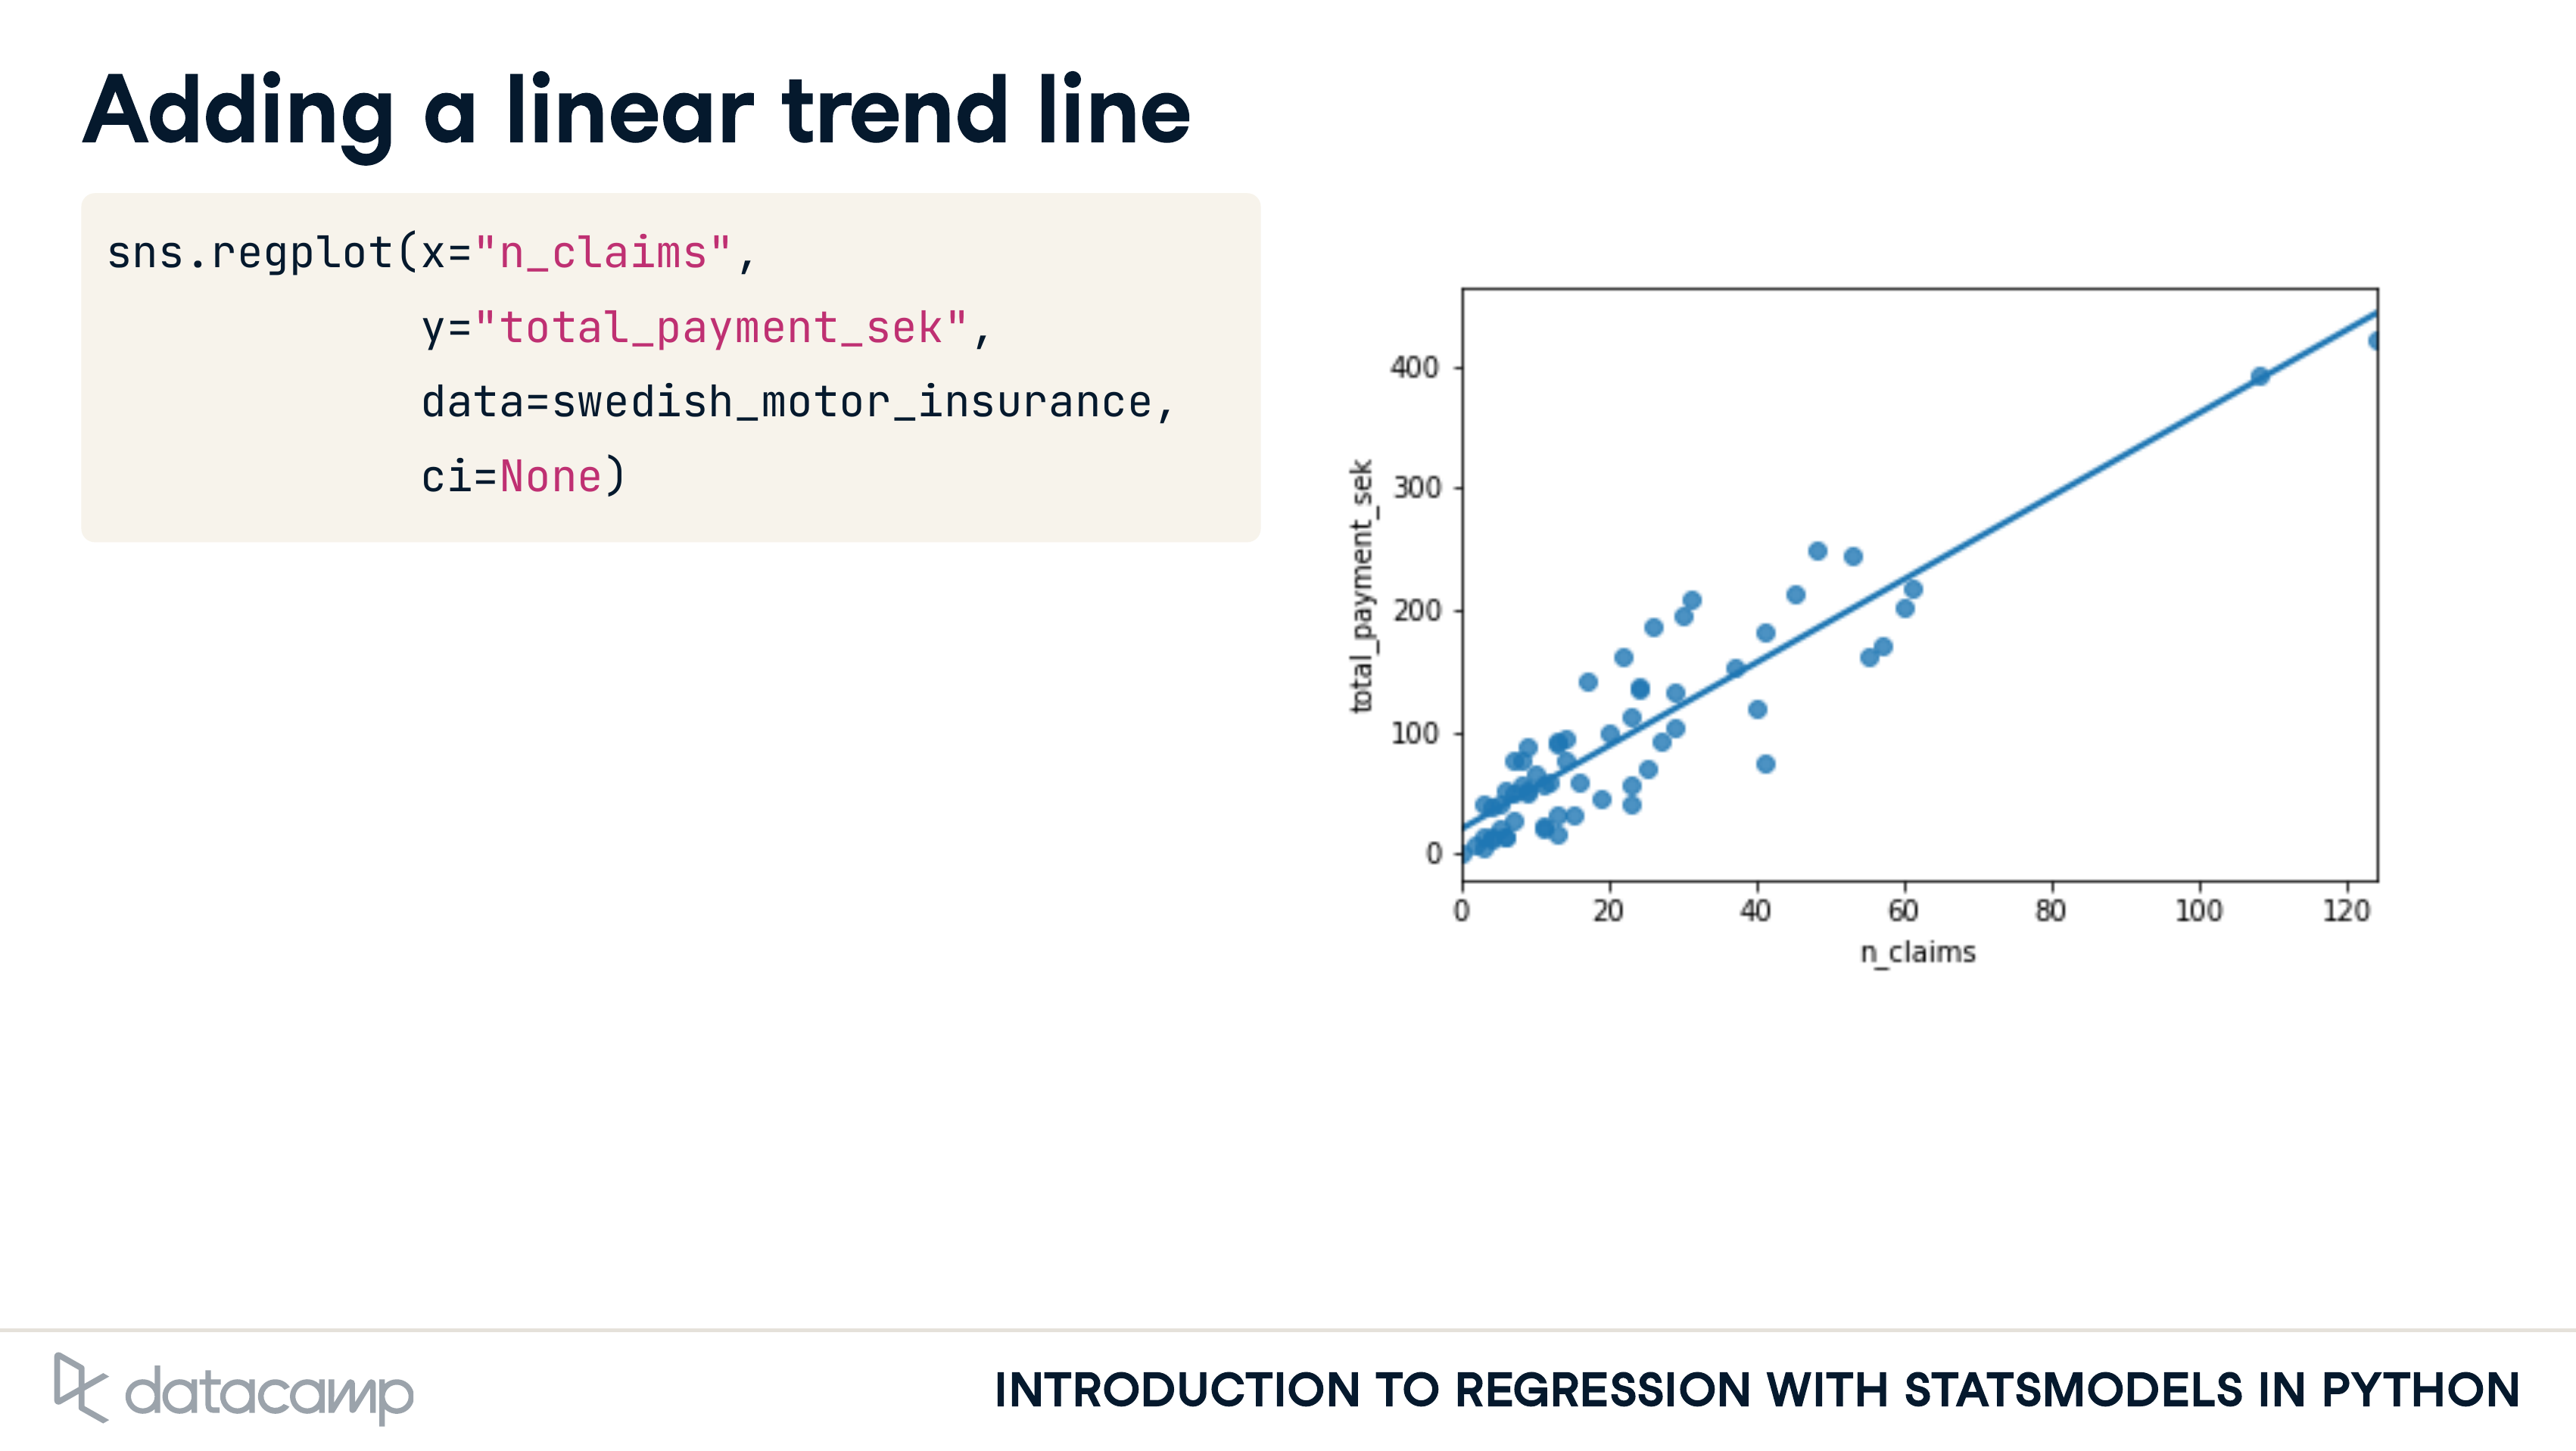 Adding a linear trend line
sns.regplot(x="n_claims",
y="total_payment_sek",
data=swedish_motor_insurance,
ci=None)
total_payment_sek
400
300
200
100
0
0 20 40 60 80 100 120
n_claims
datacamp
INTRODUCTION TO REGRESSION WITH STATSMODELS IN PYTHON